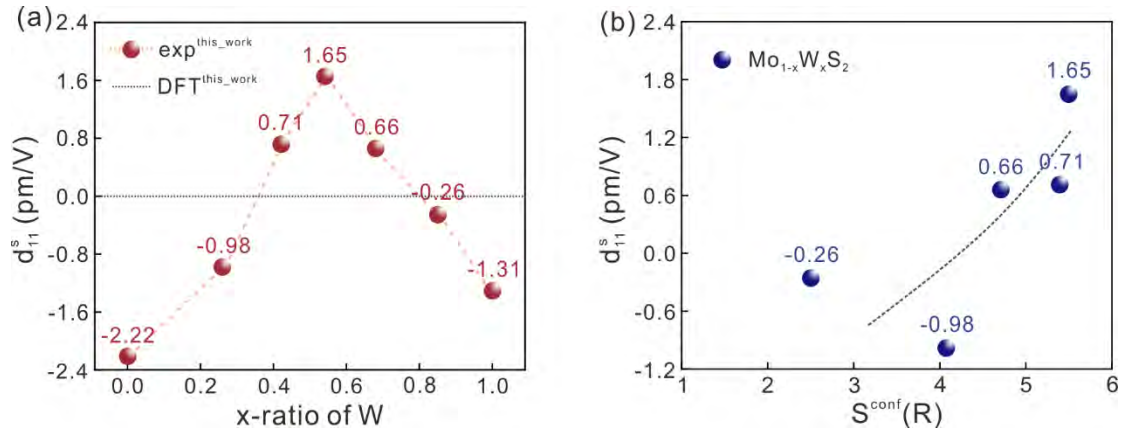 (a)
2.4
1.6
0.8
0.0
-0.8
-1.6
-2.4
d₁₁ˢ (pm/V)
exp^this_work
DFT^this_work
1.65
0.71
0.66
-0.26
-0.98
-1.31
-2.22
0.0 0.2 0.4 0.6 0.8 1.0
x-ratio of W
(b)
2.4
1.8
1.2
0.6
0.0
-0.6
-1.2
d₁₁ˢ (pm/V)
Mo₁₋ₓWₓS₂
1.65
0.66
0.71
-0.26
-0.98
1 2 3 4 5 6
S^conf(R)